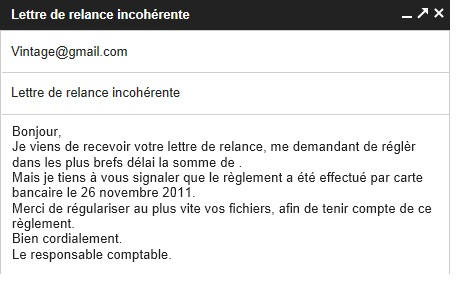 Lettre de relance incohérente
Vintage@gmail.com
Lettre de relance incohérente
Bonjour,
Je viens de recevoir votre lettre de relance, me demandant de réglèr
dans les plus brefs délai la somme de .
Mais je tiens à vous signaler que le règlement a été effectué par carte
bancaire le 26 novembre 2011.
Merci de régulariser au plus vite vos fichiers, afin de tenir compte de ce
règlement.
Bien cordialement.
Le responsable comptable.